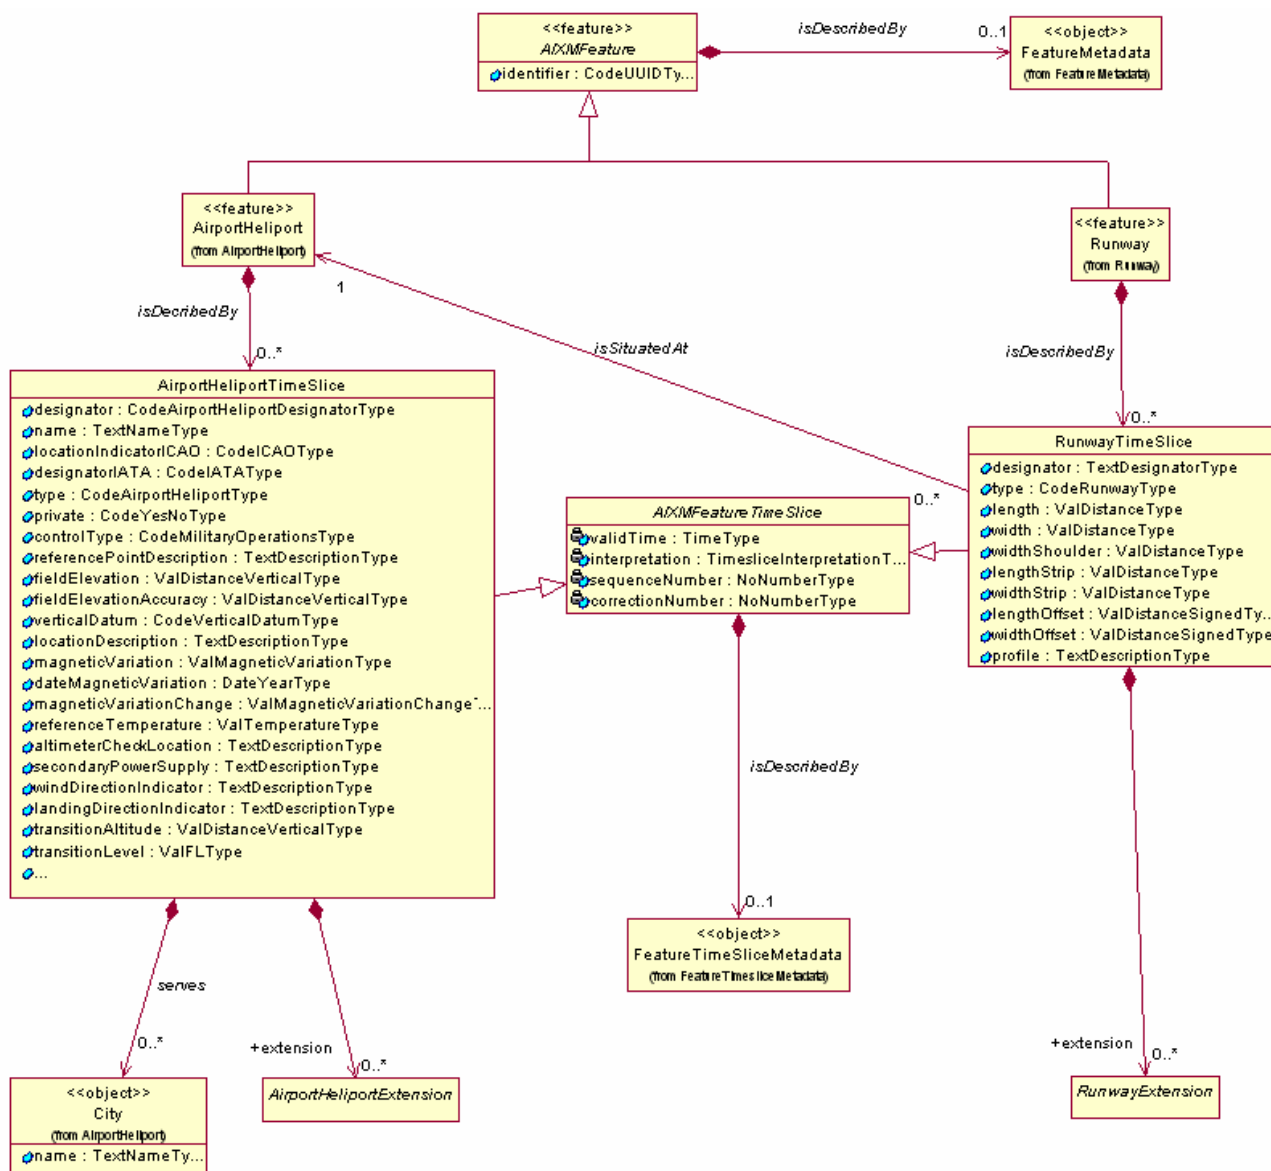 <<feature>>
AIXMFeature
identifier : CodeUUIDTy...
isDescribedBy
0..1
<<object>>
FeatureMetadata
(from FeatureMetadata)
<<feature>>
AirportHeliport
(from AirportHeliport)
<<feature>>
Runway
(from Runway)
1
isDecribedBy
0..*
isSituatedAt
isDescribedBy
0..*
AirportHeliportTimeSlice
designator : CodeAirportHeliportDesignatorType
name : TextNameType
locationIndicatorICAO : CodeICAOType
designatorIATA : CodeIATAType
type : CodeAirportHeliportType
private : CodeYesNoType
controlType : CodeMilitaryOperationsType
referencePointDescription : TextDescriptionType
fieldElevation : ValDistanceVerticalType
fieldElevationAccuracy : ValDistanceVerticalType
verticalDatum : CodeVerticalDatumType
locationDescription : TextDescriptionType
magneticVariation : ValMagneticVariationType
dateMagneticVariation : DateYearType
magneticVariationChange : ValMagneticVariationChangeT...
referenceTemperature : ValTemperatureType
altimeterCheckLocation : TextDescriptionType
secondaryPowerSupply : TextDescriptionType
windDirectionIndicator : TextDescriptionType
landingDirectionIndicator : TextDescriptionType
transitionAltitude : ValDistanceVerticalType
transitionLevel : ValFLType
...
0..*
AIXMFeatureTimeSlice
validTime : TimeType
interpretation : TimesliceInterpretationT...
sequenceNumber : NoNumberType
correctionNumber : NoNumberType
RunwayTimeSlice
designator : TextDesignatorType
type : CodeRunwayType
length : ValDistanceType
width : ValDistanceType
widthShoulder : ValDistanceType
lengthStrip : ValDistanceType
widthStrip : ValDistanceType
lengthOffset : ValDistanceSignedTy...
widthOffset : ValDistanceSignedType
profile : TextDescriptionType
isDescribedBy
0..1
<<object>>
FeatureTimeSliceMetadata
(from FeatureTimesliceMetadata)
serves
0..*
+extension
0..*
+extension
0..*
<<object>>
City
(from AirportHeliport)
name : TextNameTy...
AirportHeliportExtension
RunwayExtension